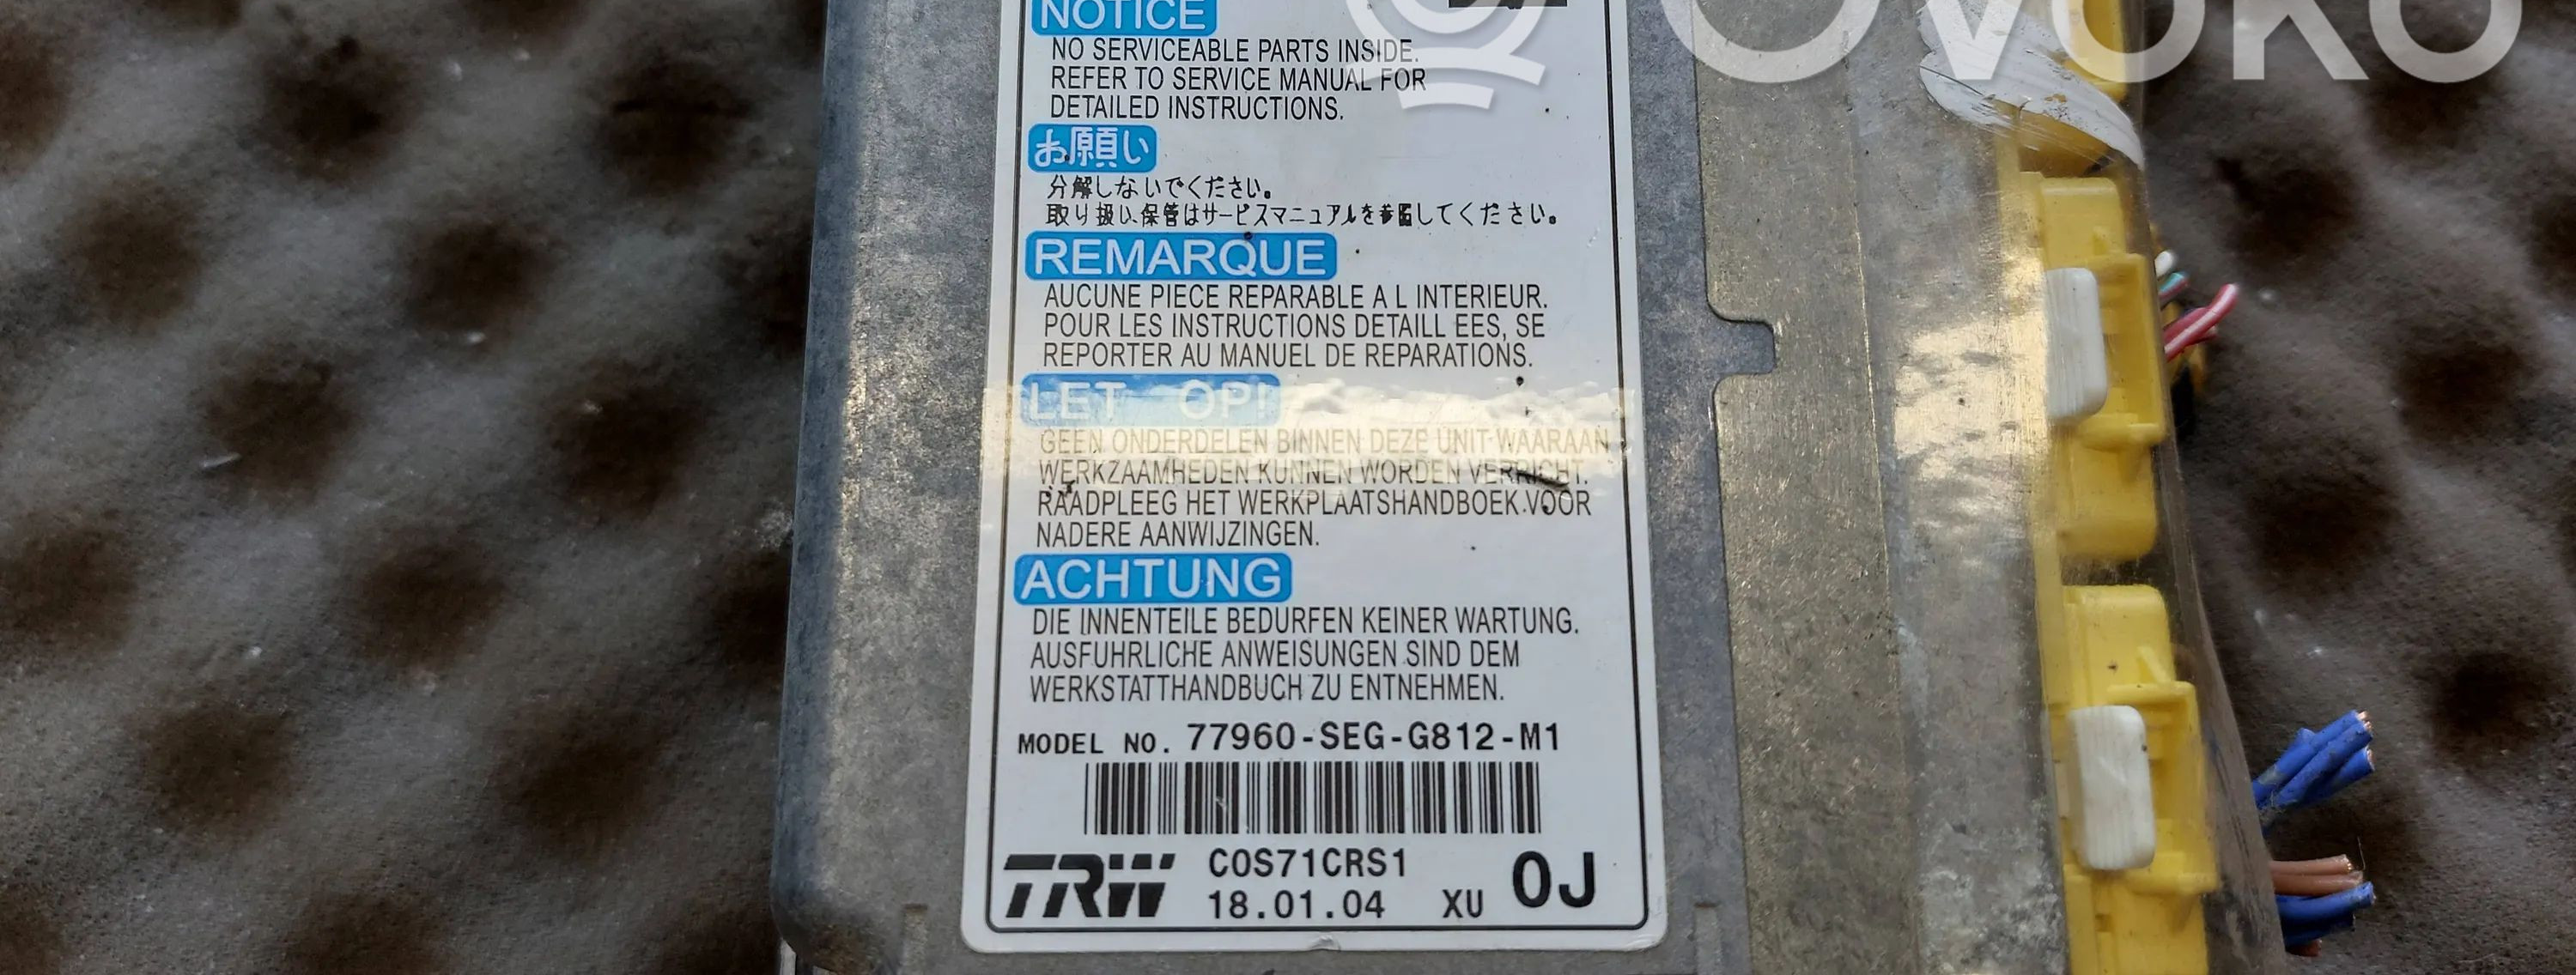 OVOKO
NOTICE
NO SERVICEABLE PARTS INSIDE.
REFER TO SERVICE MANUAL FOR
DETAILED INSTRUCTIONS.
お願い
分解しないでください。
取り扱い、保管はサービスマニュアルを参照してください。
REMARQUE
AUCUNE PIECE REPARABLE A L INTERIEUR.
POUR LES INSTRUCTIONS DETAILL EES, SE
REPORTER AU MANUEL DE REPARATIONS.
LET OP!
GEEN ONDERDELEN BINNEN DEZE UNIT WAARAAN
WERKZAAMHEDEN KUNNEN WORDEN VERRICHT.
RAADPLEEG HET WERKPLAATSHANDBOEK VOOR
NADERE AANWIJZINGEN.
ACHTUNG
DIE INNENTEILE BEDURFEN KEINER WARTUNG.
AUSFUHRLICHE ANWEISUNGEN SIND DEM
WERKSTATTHANDBUCH ZU ENTNEHMEN.
MODEL NO. 77960-SEG-G812-M1
TRW C0S71CRS1
18.01.04 XU 0J